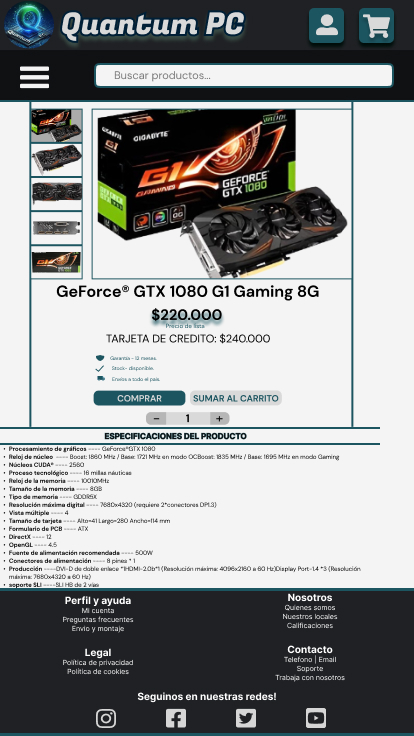 Quantum PC
Buscar productos...
GIGABYTE
G1
GAMING
GEFORCE
GTX 1080
GeForce® GTX 1080 G1 Gaming 8G
$220.000
Precio de lista
TARJETA DE CREDITO: $240.000
Garantia - 12 meses.
Stock- disponible.
Envios a todo el pais.
COMPRAR
SUMAR AL CARRITO
- 1 +
ESPECIFICACIONES DEL PRODUCTO
• Procesamiento de gráficos ---- GeForce®GTX 1080
• Reloj de núcleo ---- Boost: 1860 MHz / Base: 1721 MHz en modo OCBoost: 1835 MHz / Base: 1695 MHz en modo Gaming
• Núcleos CUDA® ---- 2560
• Proceso tecnológico ---- 16 millas náuticas
• Reloj de la memoria ---- 10010MHz
• Tamaño de la memoria ---- 8GB
• Tipo de memoria ---- GDDR5X
• Resolución máxima digital ---- 7680x4320 (requiere 2*conectores DP1.3)
• Vista múltiple ---- 4
• Tamaño de tarjeta ---- Alto=41 Largo=280 Ancho=114 mm
• Formulario de PCB ---- ATX
• DirectX ---- 12
• OpenGL ---- 4.5
• Fuente de alimentación recomendada ---- 500W
• Conectores de alimentación ---- 8 pines * 1
• Producción ----DVI-D de doble enlace *1HDMI-2.0b*1 (Resolución máxima: 4096x2160 a 60 Hz)Display Port-1.4 *3 (Resolución
máxima: 7680x4320 a 60 Hz)
• soporte SLI ----SLI HB de 2 vías
Perfil y ayuda
Mi cuenta
Preguntas frecuentes
Envio y montaje
Nosotros
Quienes somos
Nuestros locales
Calificaciones
Legal
Politica de privacidad
Politica de cookies
Contacto
Telefono | Email
Soporte
Trabaja con nosotros
Seguinos en nuestras redes!